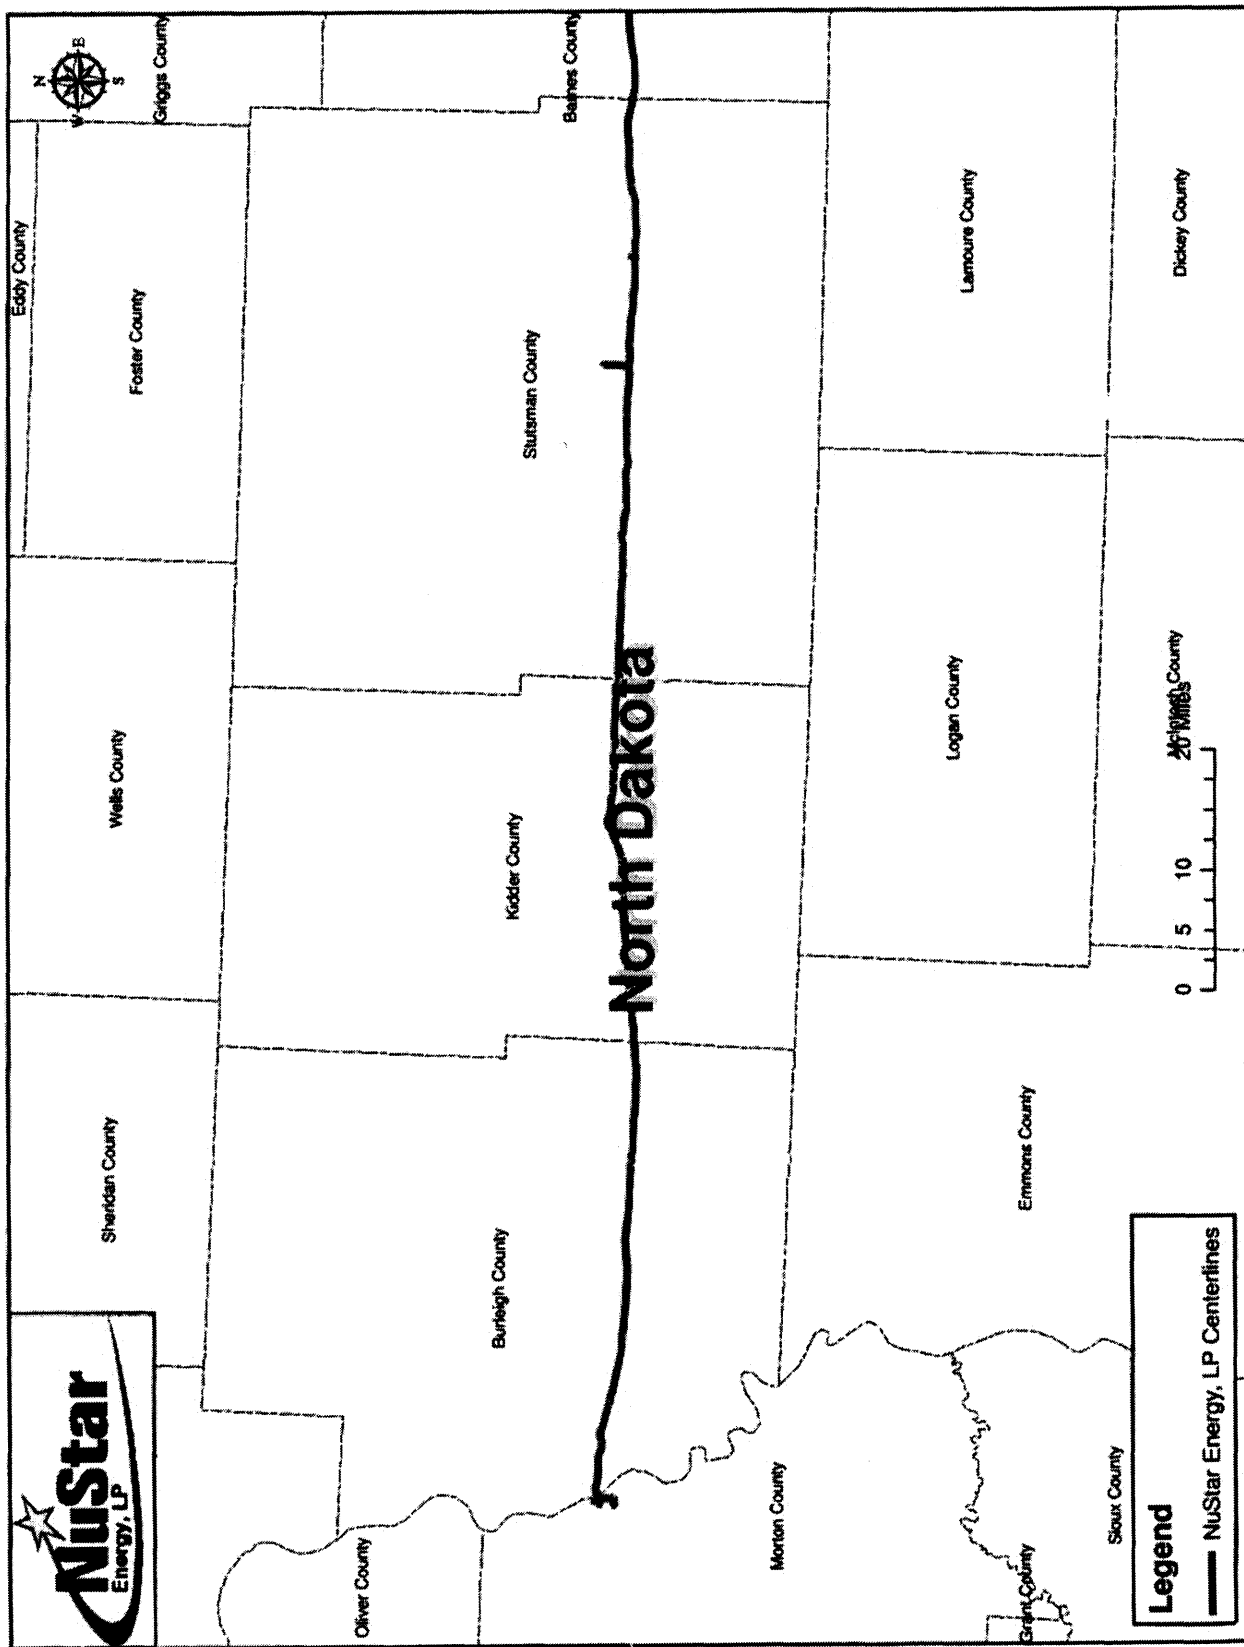 NuStar
Energy, LP
N
E
S
W
Sheridan County
Wells County
Eddy County
Foster County
Griggs County
Oliver County
Burleigh County
Kidder County
Stutsman County
Barnes County
North Dakota
Morton County
Emmons County
Logan County
Lamoure County
Grant County
Sioux County
McIntosh County
Dickey County
0 5 10 20 Miles
Legend
NuStar Energy, LP Centerlines